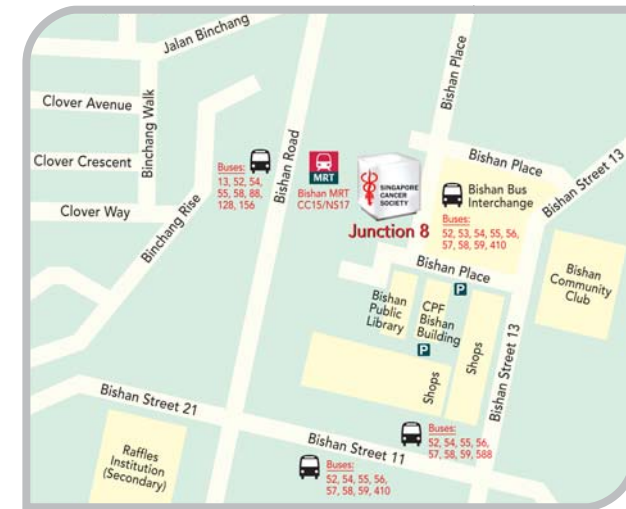 Jalan Binchang
Clover Avenue
Binchang Walk
Clover Crescent
Clover Way
Binchang Rise
Buses:
13, 52, 54,
55, 58, 88,
128, 156
Bishan Road
MRT
Bishan MRT
CC15/NS17
SINGAPORE
CANCER
SOCIETY
Junction 8
Bishan Place
Bishan Place
Bishan Street 13
Bishan Bus
Interchange
Buses:
52, 53, 54, 55, 56,
57, 58, 59, 410
Bishan Place
Bishan
Community
Club
P
Bishan
Public
Library
CPF
Bishan
Building
P
Shops
Shops
Bishan Street 13
Bishan Street 21
Raffles
Institution
(Secondary)
Bishan Street 11
Buses:
52, 54, 55, 56,
57, 58, 59, 588
Buses:
52, 54, 55, 56,
57, 58, 59, 410